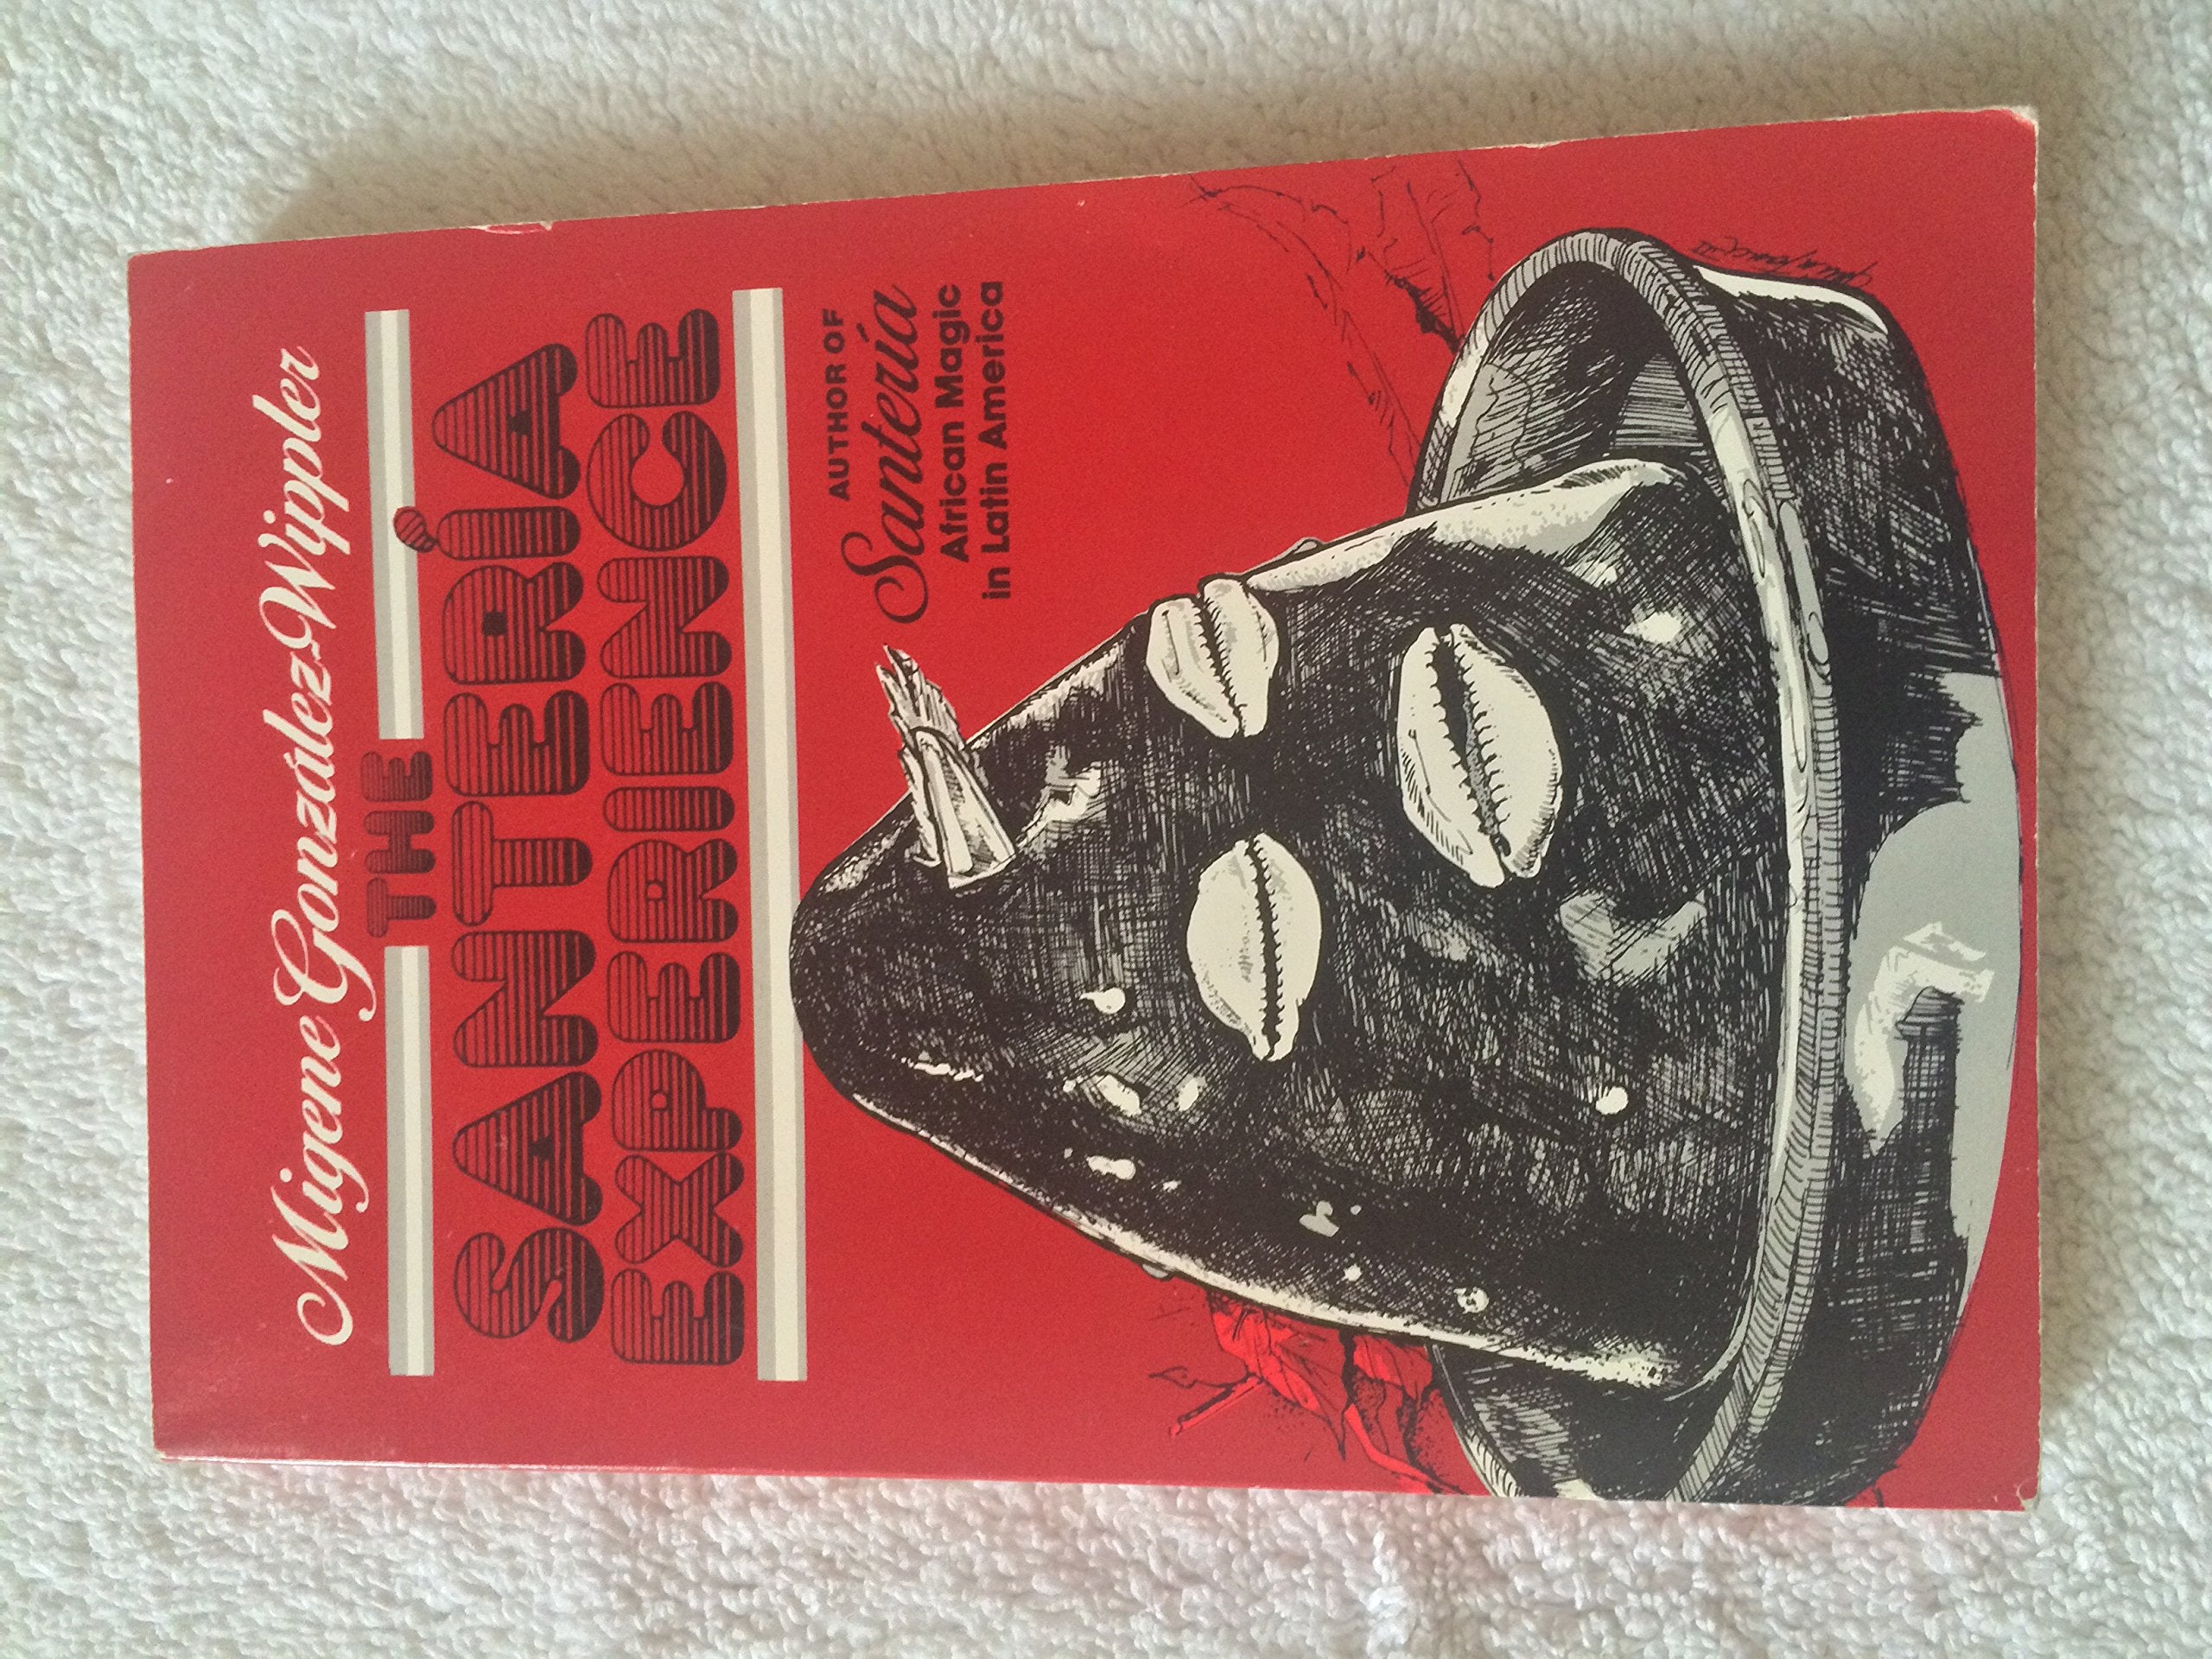 Migene González-Wippler
THE
SANTERÍA
EXPERIENCE
AUTHOR OF
Santería
African Magic
in Latin America